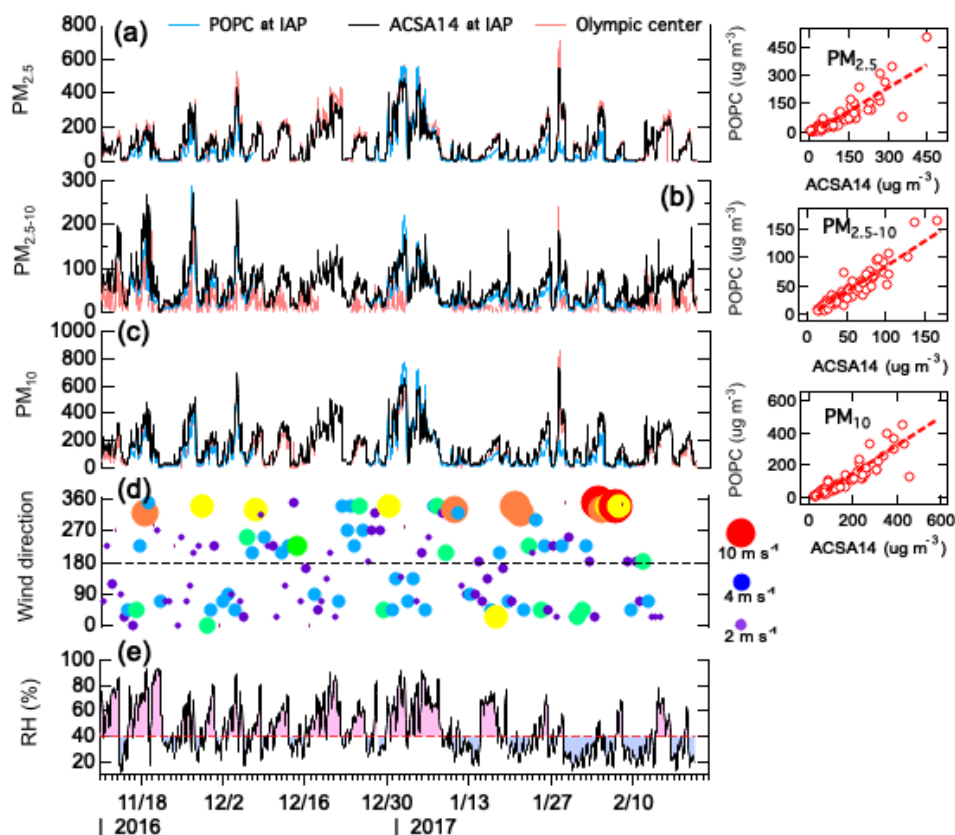 POPC at IAP ACSA14 at IAP Olympic center
(a)
800
600
400
200
0
PM2.5
(b)
300
200
100
0
PM2.5-10
(c)
1000
800
600
400
200
0
PM10
(d)
360
270
180
90
0
Wind direction
(e)
100
80
60
40
20
RH (%)
11/18 12/2 12/16 12/30 1/13 1/27 2/10
2016 2017
PM2.5
450
300
150
0
POPC (ug m-3)
0 150 300 450
ACSA14 (ug m-3)
PM2.5-10
150
100
50
0
POPC (ug m-3)
0 50 100 150
ACSA14 (ug m-3)
PM10
600
400
200
0
POPC (ug m-3)
0 200 400 600
ACSA14 (ug m-3)
10 m s-1
4 m s-1
2 m s-1